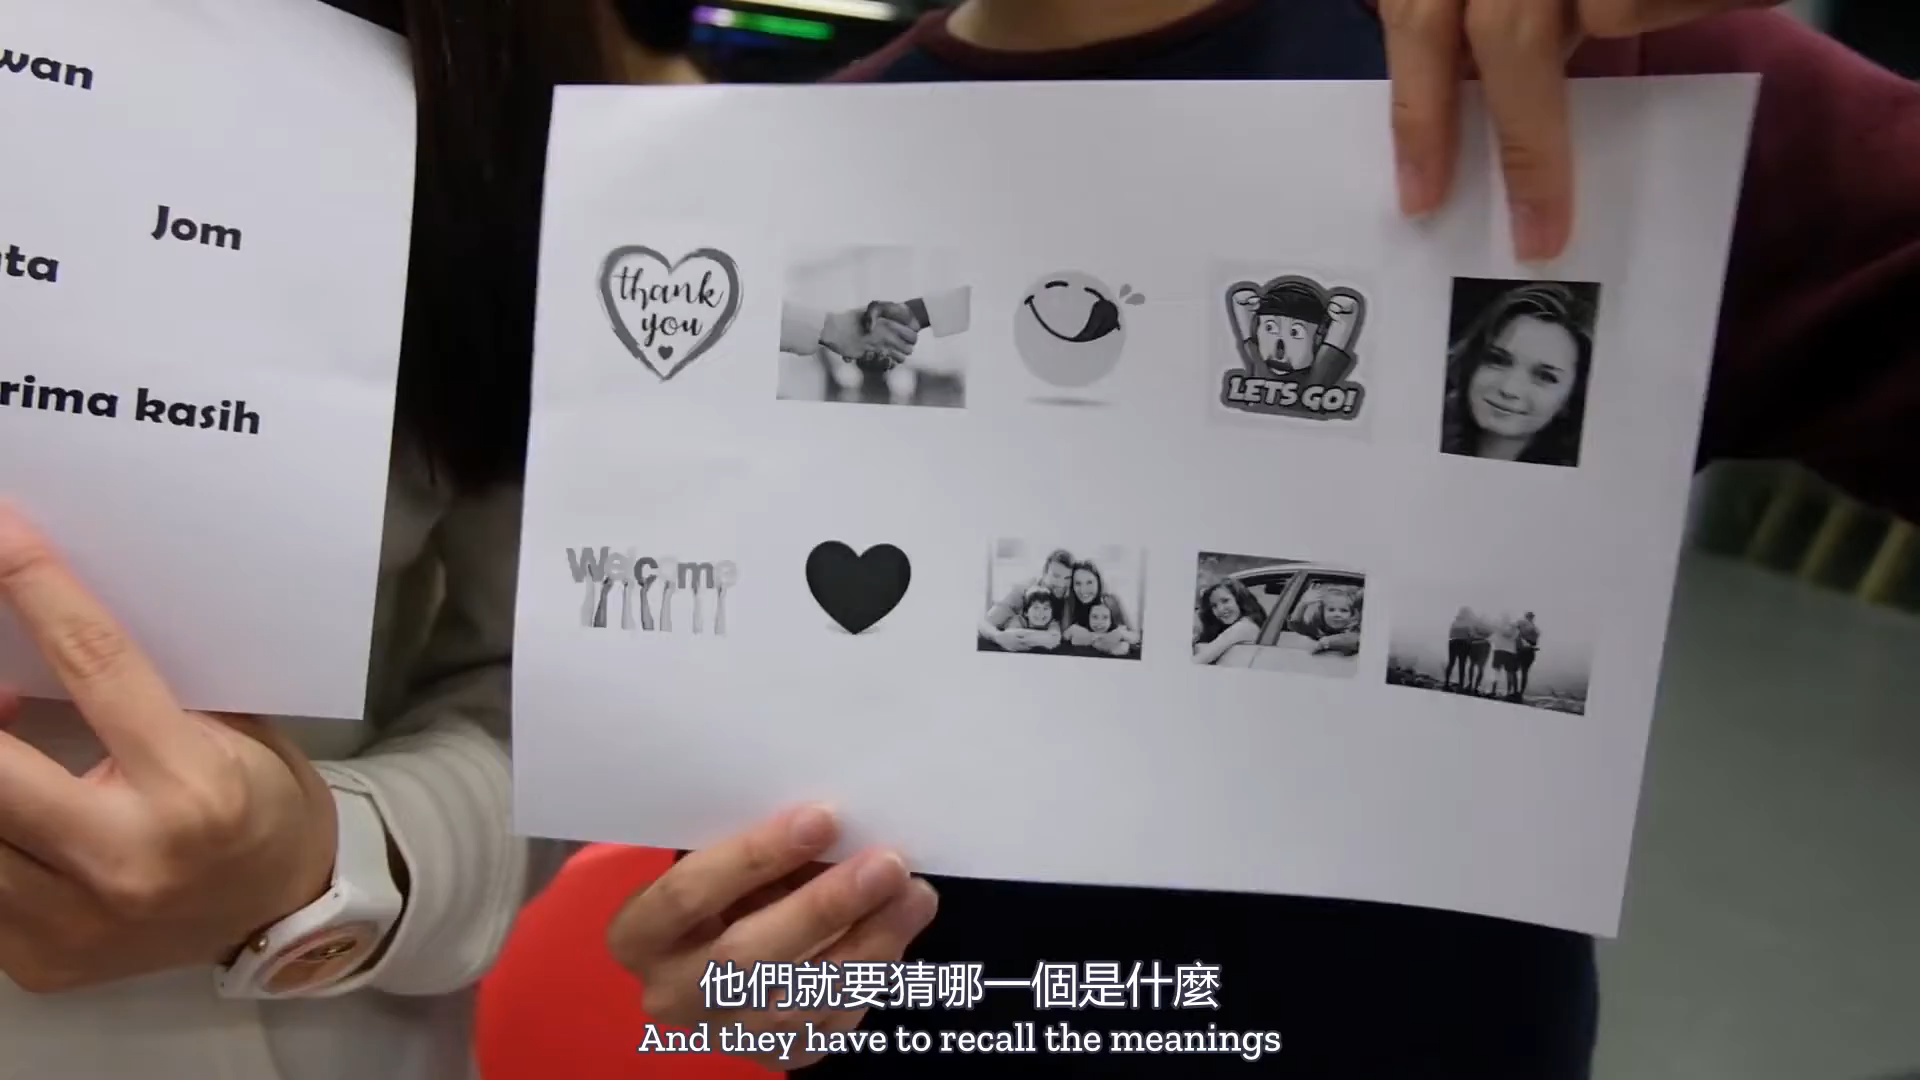 wan
Jom
ta
rima kasih
thank
you
LETS GO!
Welcome
他們就要猜哪一個是什麼
And they have to recall the meanings